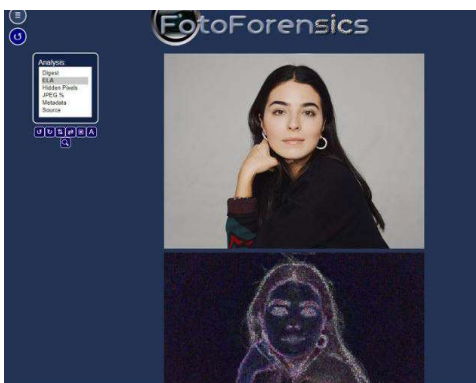 FotoForensics
Analysis:
Digest
ELA
Hidden Pixels
JPEG %
Metadata
Source
A